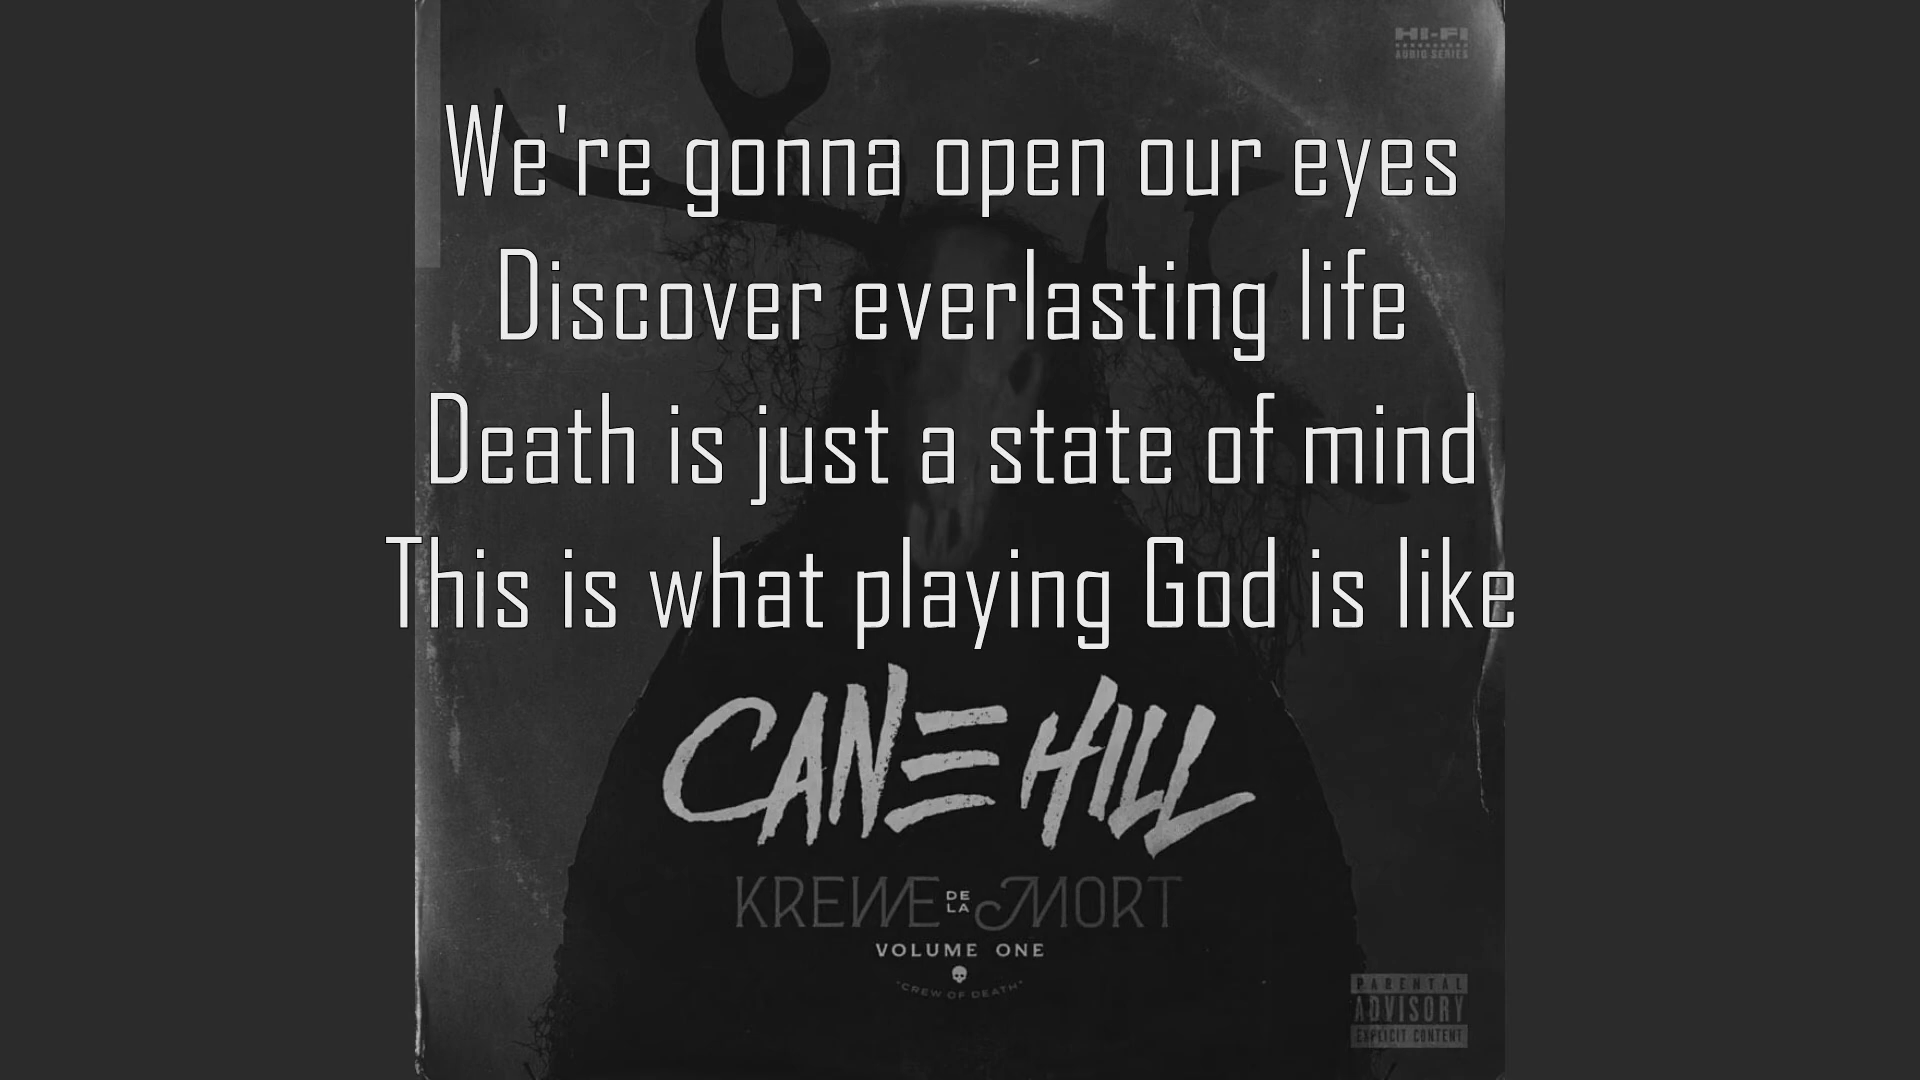 HI-FI
AUDIO SERIES
We're gonna open our eyes
Discover everlasting life
Death is just a state of mind
This is what playing God is like
CANE HILL
KREWE DE LA MORT
VOLUME ONE
"CREW OF DEATH"
PARENTAL
ADVISORY
EXPLICIT CONTENT